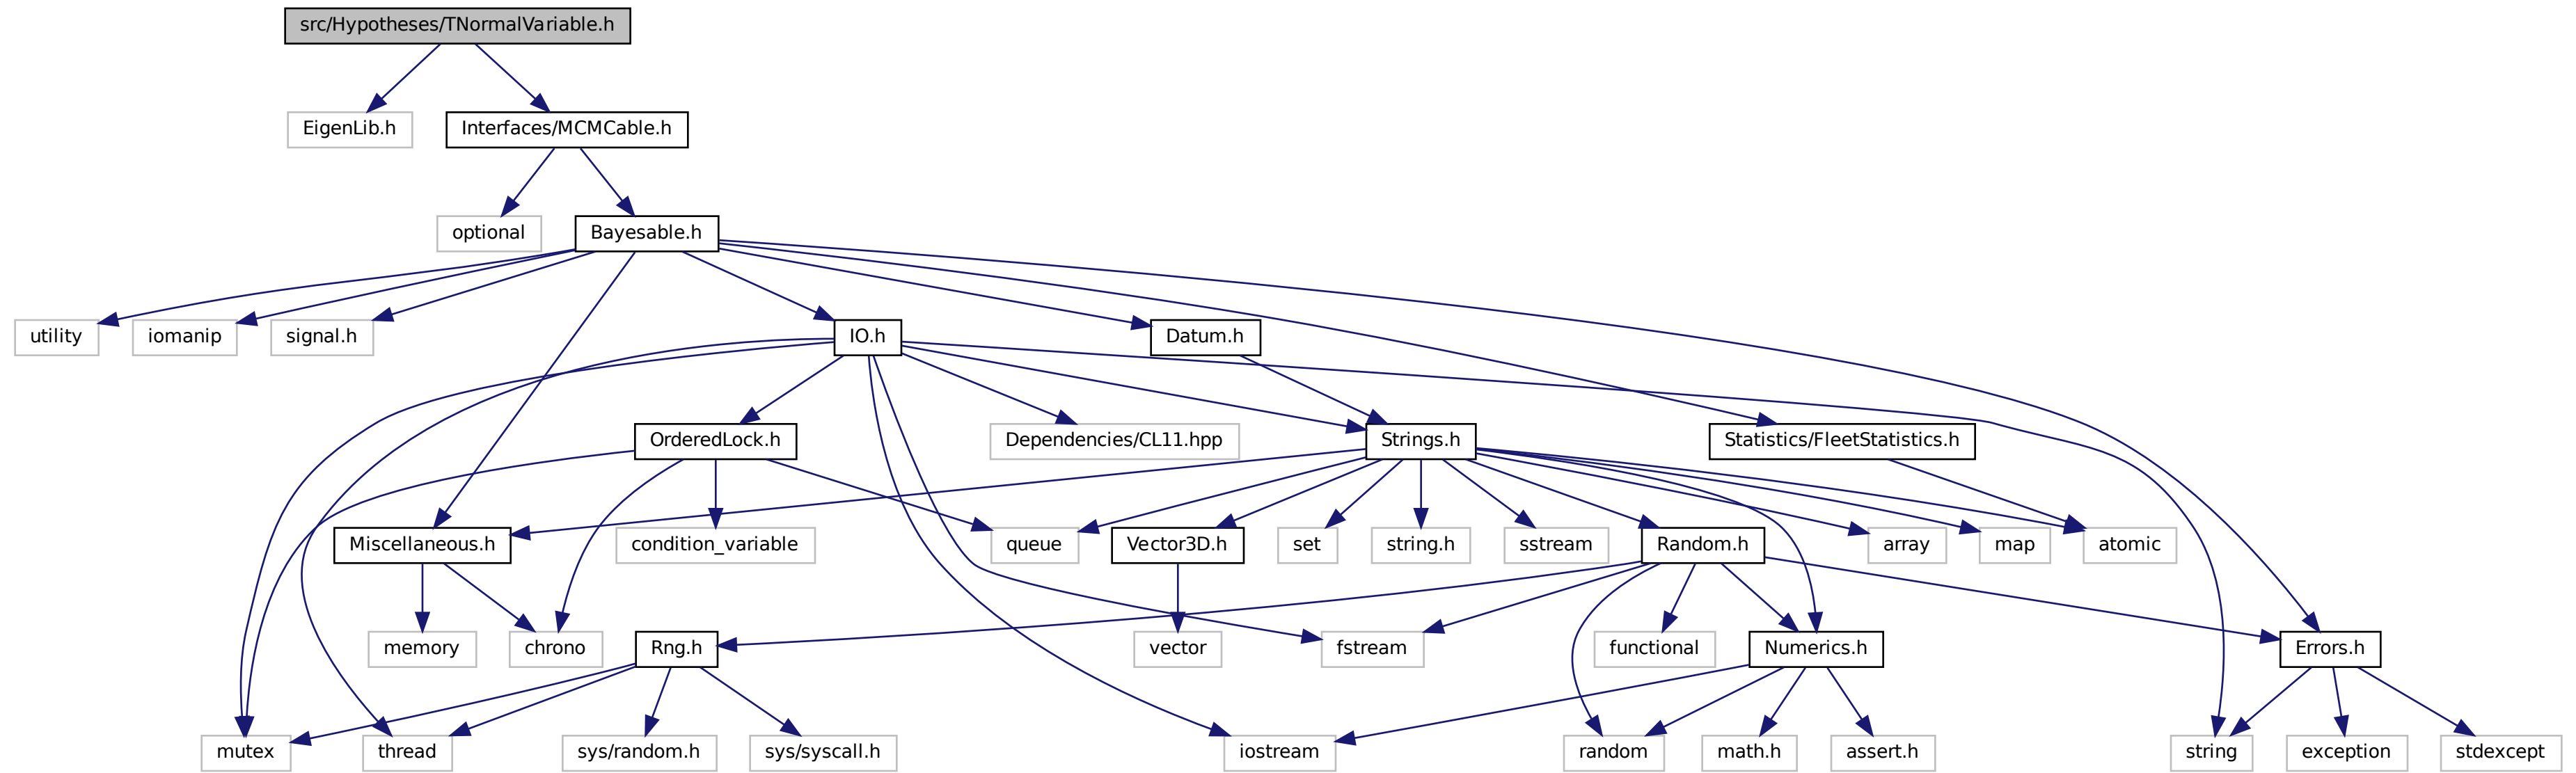 src/Hypotheses/TNormalVariable.h
EigenLib.h
Interfaces/MCMCable.h
optional
Bayesable.h
utility
iomanip
signal.h
IO.h
Datum.h
OrderedLock.h
Dependencies/CL11.hpp
Strings.h
Statistics/FleetStatistics.h
Miscellaneous.h
condition_variable
queue
Vector3D.h
set
string.h
sstream
Random.h
array
map
atomic
memory
chrono
Rng.h
vector
fstream
functional
Numerics.h
Errors.h
mutex
thread
sys/random.h
sys/syscall.h
iostream
random
math.h
assert.h
string
exception
stdexcept